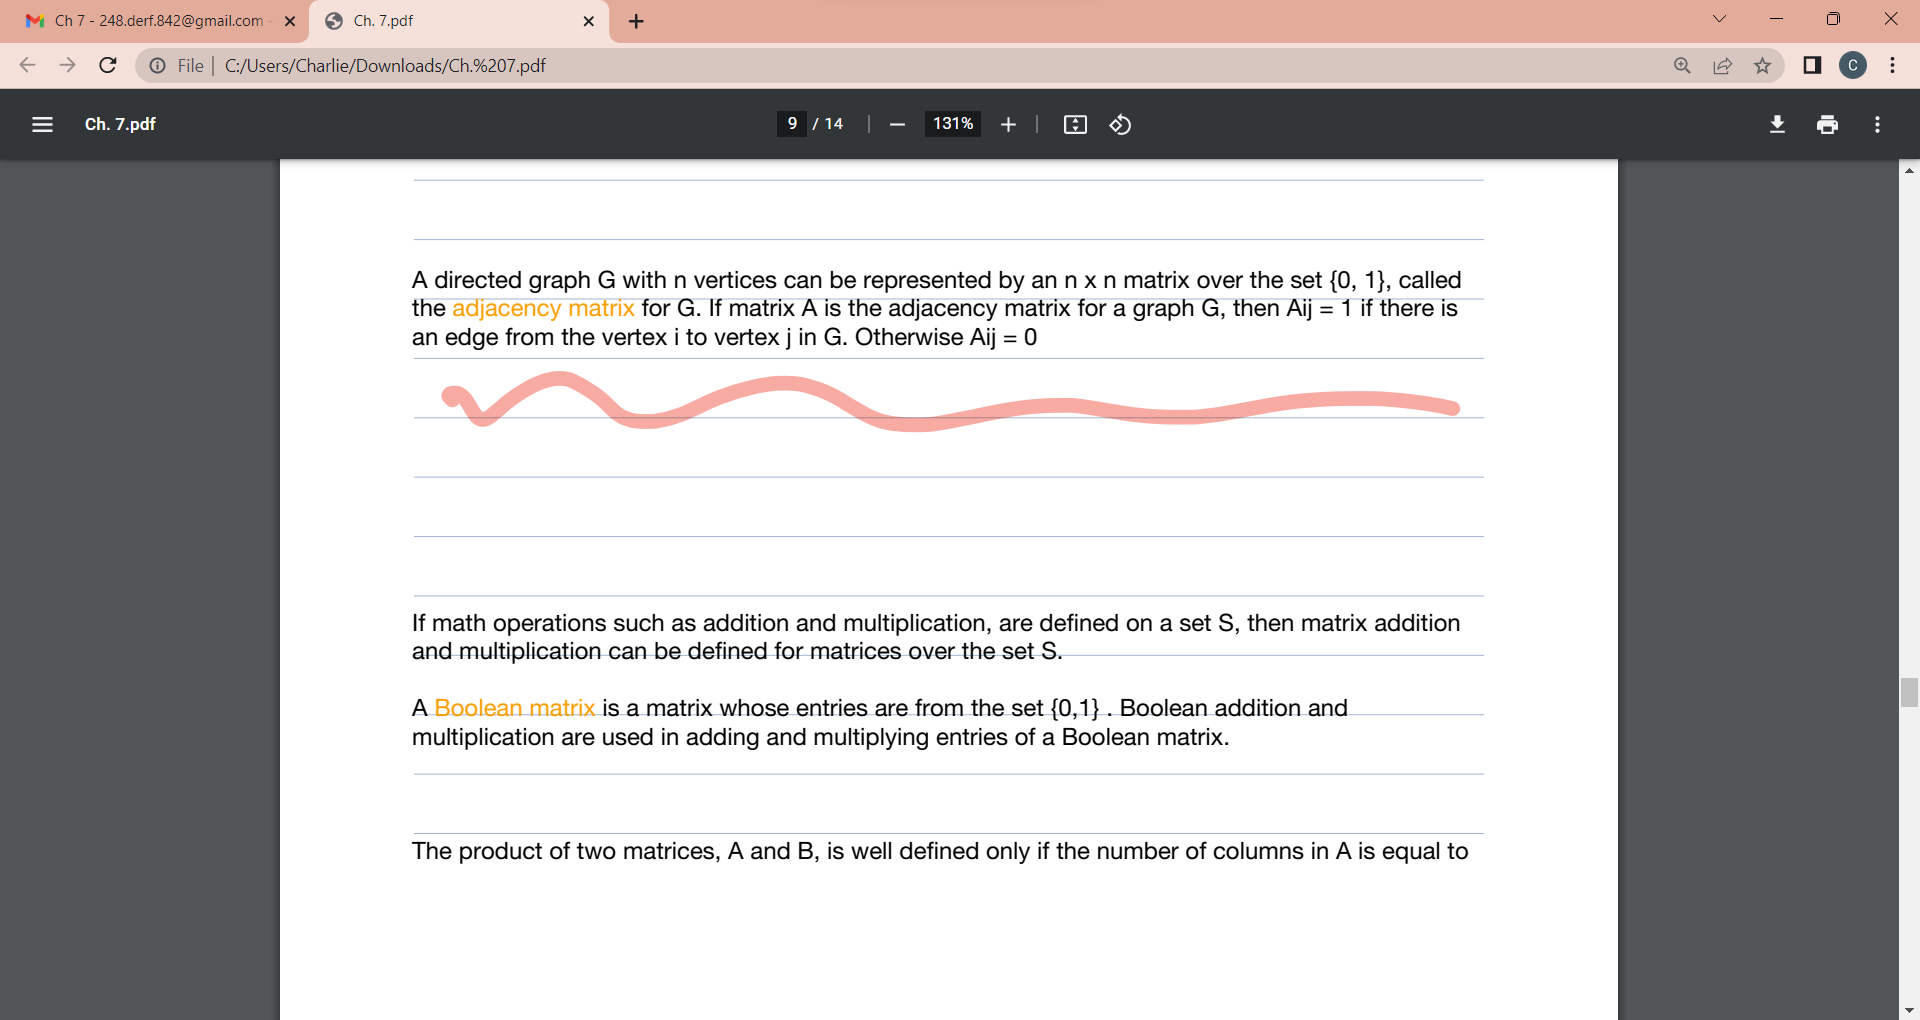 Ch 7 - 248.derf.842@gmail.com -
Ch. 7.pdf
File | C:/Users/Charlie/Downloads/Ch.%207.pdf
C
Ch. 7.pdf
9 / 14 | — 131% + |
A directed graph G with n vertices can be represented by an n x n matrix over the set {0, 1}, called
the adjacency matrix for G. If matrix A is the adjacency matrix for a graph G, then Aij = 1 if there is
an edge from the vertex i to vertex j in G. Otherwise Aij = 0
If math operations such as addition and multiplication, are defined on a set S, then matrix addition
and multiplication can be defined for matrices over the set S.
A Boolean matrix is a matrix whose entries are from the set {0,1} . Boolean addition and
multiplication are used in adding and multiplying entries of a Boolean matrix.
The product of two matrices, A and B, is well defined only if the number of columns in A is equal to